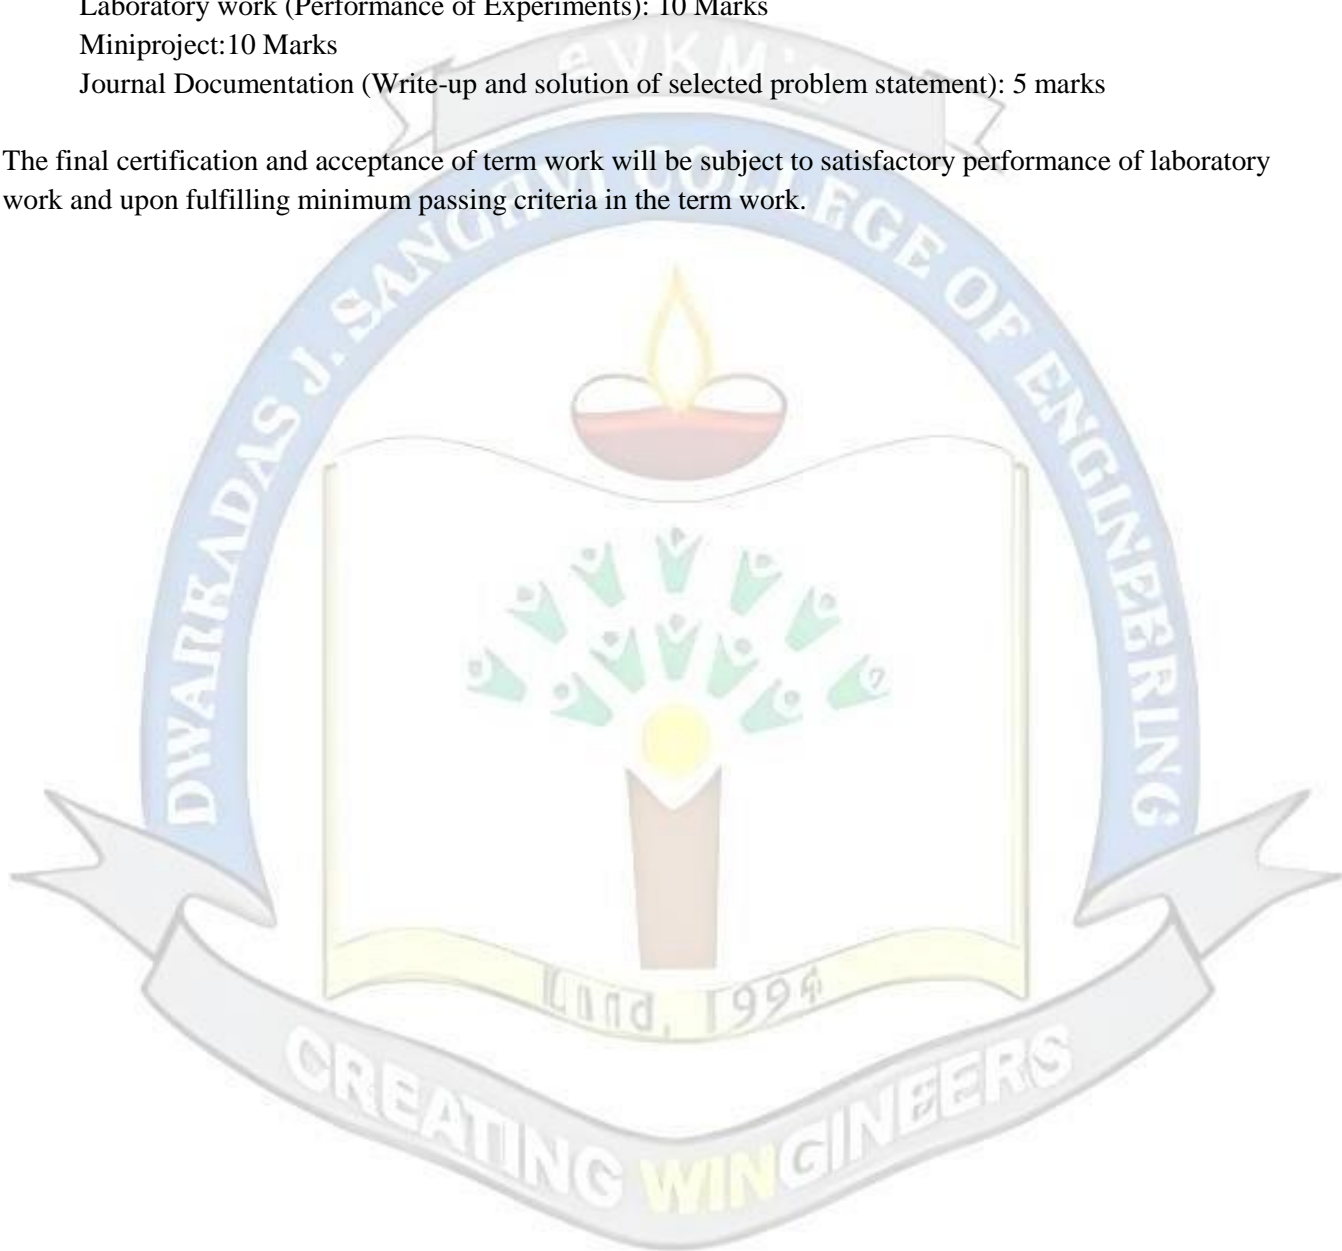 Laboratory work (Performance of Experiments): 10 Marks
Miniproject:10 Marks
Journal Documentation (Write-up and solution of selected problem statement): 5 marks
The final certification and acceptance of term work will be subject to satisfactory performance of laboratory
work and upon fulfilling minimum passing criteria in the term work.
SVKM'S
DWARKADAS J. SANGHVI COLLEGE OF ENGINEERING
1994
CREATING WINGINEERS